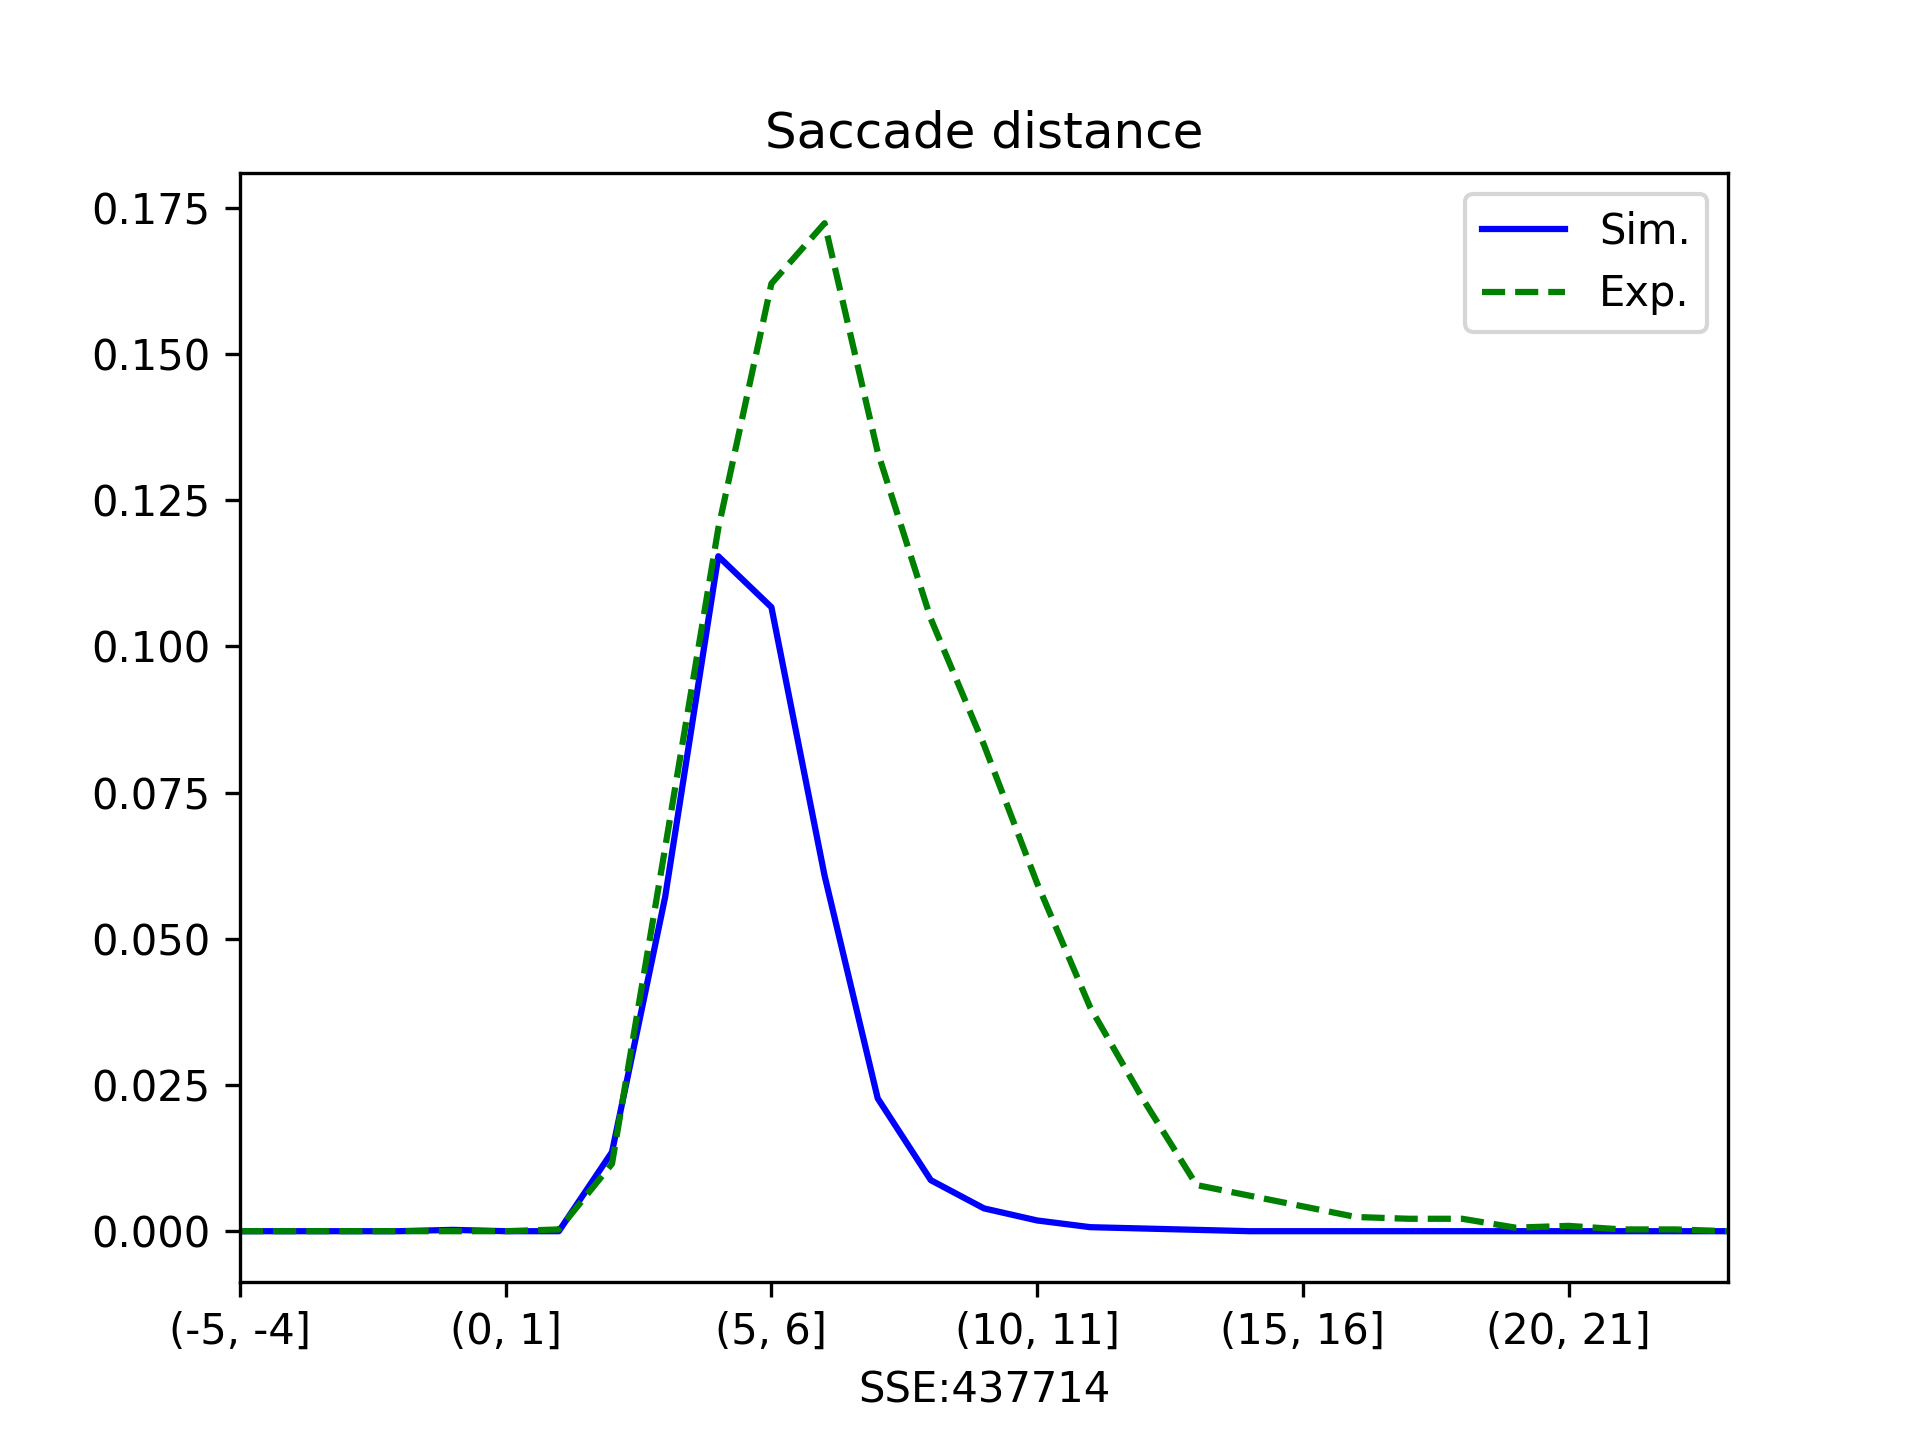 Saccade distance
0.175
0.150
0.125
0.100
0.075
0.050
0.025
0.000
Sim.
Exp.
(-5, -4] (0, 1] (5, 6] (10, 11] (15, 16] (20, 21]
SSE:437714